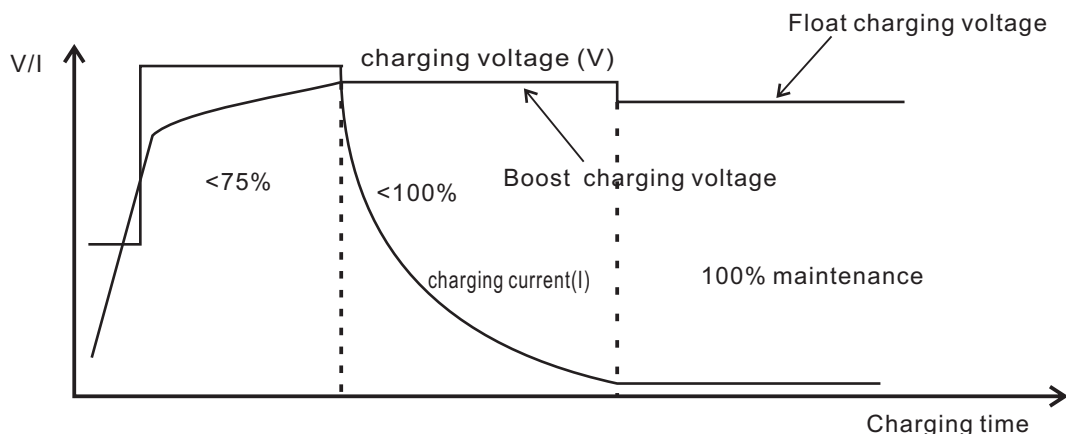 Float charging voltage
V/I
charging voltage (V)
<75%
<100%
Boost charging voltage
charging current(I)
100% maintenance
Charging time